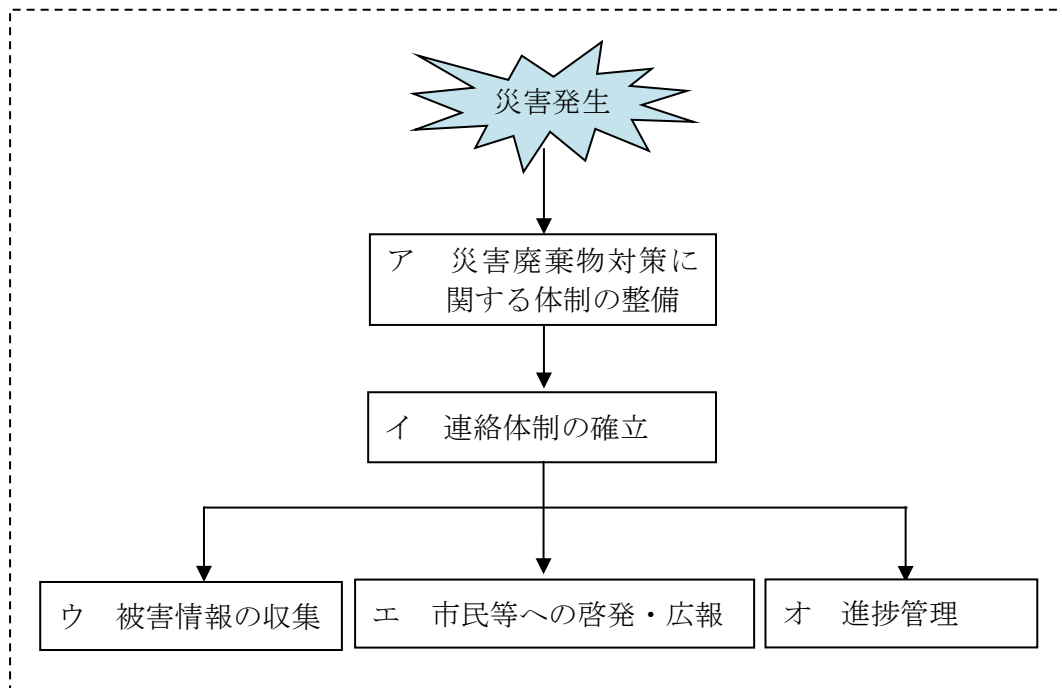 災害発生
ア　災害廃棄物対策に
関する体制の整備
イ　連絡体制の確立
ウ　被害情報の収集
エ　市民等への啓発・広報
オ　進捗管理